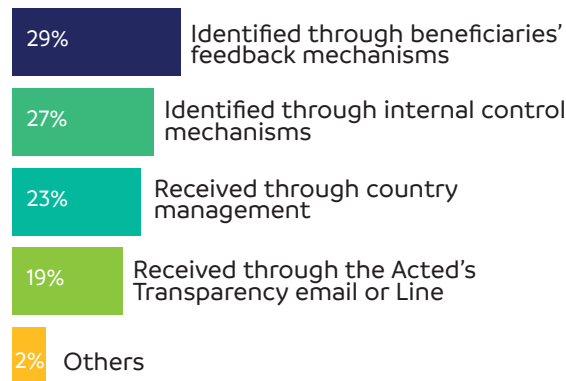 29%
Identified through beneficiaries’
feedback mechanisms
27%
Identified through internal control
mechanisms
23%
Received through country
management
19%
Received through the Acted’s
Transparency email or Line
2%
Others